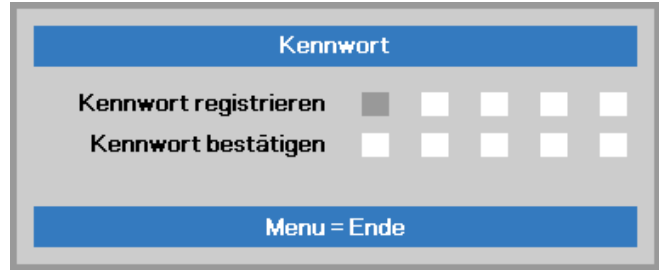 Kennwort
Kennwort registrieren
Kennwort bestätigen
Menu = Ende